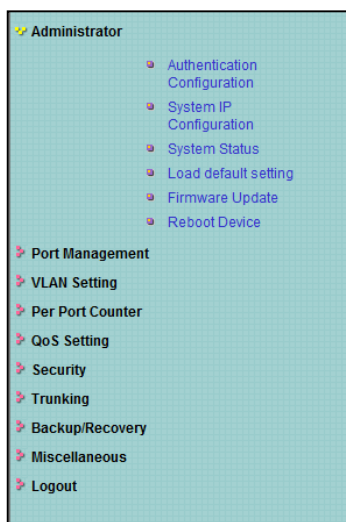 Administrator
Authentication
Configuration
System IP
Configuration
System Status
Load default setting
Firmware Update
Reboot Device
Port Management
VLAN Setting
Per Port Counter
QoS Setting
Security
Trunking
Backup/Recovery
Miscellaneous
Logout